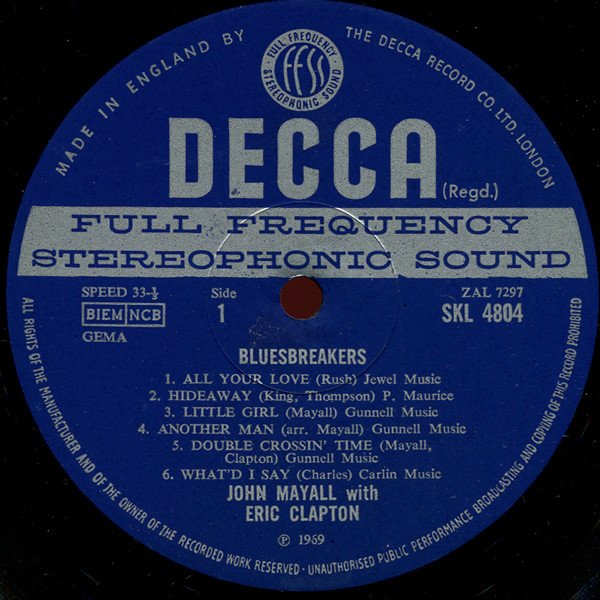 MADE IN ENGLAND BY
THE DECCA RECORD CO. LTD. LONDON
FULL FREQUENCY
ffss
STEREOPHONIC SOUND
DECCA
(Regd.)
FULL FREQUENCY
STEREOPHONIC SOUND
SPEED 33-⅓
Side
ZAL 7297
BIEM NCB
1
SKL 4804
GEMA
BLUESBREAKERS
1. ALL YOUR LOVE (Rush) Jewel Music
2. HIDEAWAY (King, Thompson) P. Maurice
3. LITTLE GIRL (Mayall) Gunnell Music
4. ANOTHER MAN (arr. Mayall) Gunnell Music
5. DOUBLE CROSSIN' TIME (Mayall,
Clapton) Gunnell Music
6. WHAT'D I SAY (Charles) Carlin Music
JOHN MAYALL with
ERIC CLAPTON
℗ 1969
ALL RIGHTS OF THE MANUFACTURER AND OF THE OWNER OF THE RECORDED WORK RESERVED · UNAUTHORISED PUBLIC PERFORMANCE BROADCASTING AND COPYING OF THIS RECORD PROHIBITED